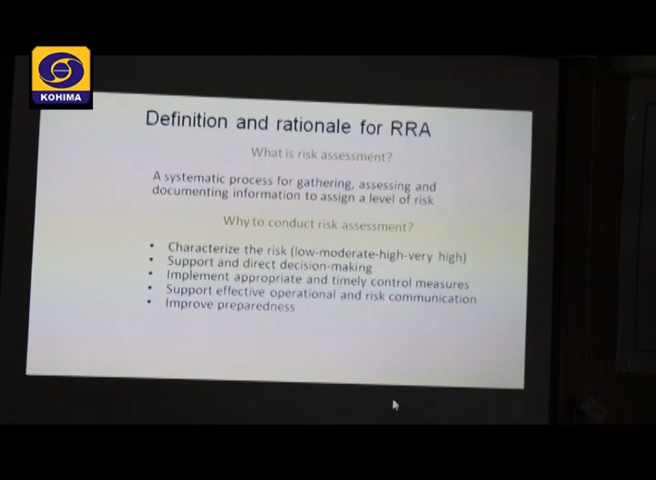 KOHIMA
Definition and rationale for RRA
What is risk assessment?
A systematic process for gathering, assessing and
documenting information to assign a level of risk
Why to conduct risk assessment?
• Characterize the risk (low-moderate-high-very high)
• Support and direct decision-making
• Implement appropriate and timely control measures
• Support effective operational and risk communication
• Improve preparedness